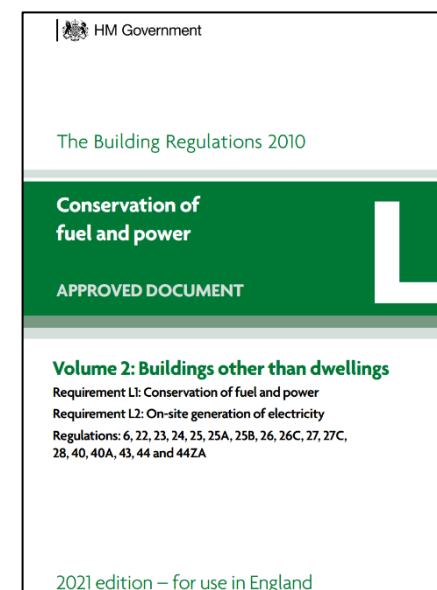 HM Government
The Building Regulations 2010
Conservation of
fuel and power
APPROVED DOCUMENT
L
Volume 2: Buildings other than dwellings
Requirement L1: Conservation of fuel and power
Requirement L2: On-site generation of electricity
Regulations: 6, 22, 23, 24, 25, 25A, 25B, 26, 26C, 27, 27C,
28, 40, 40A, 43, 44 and 44ZA
2021 edition – for use in England